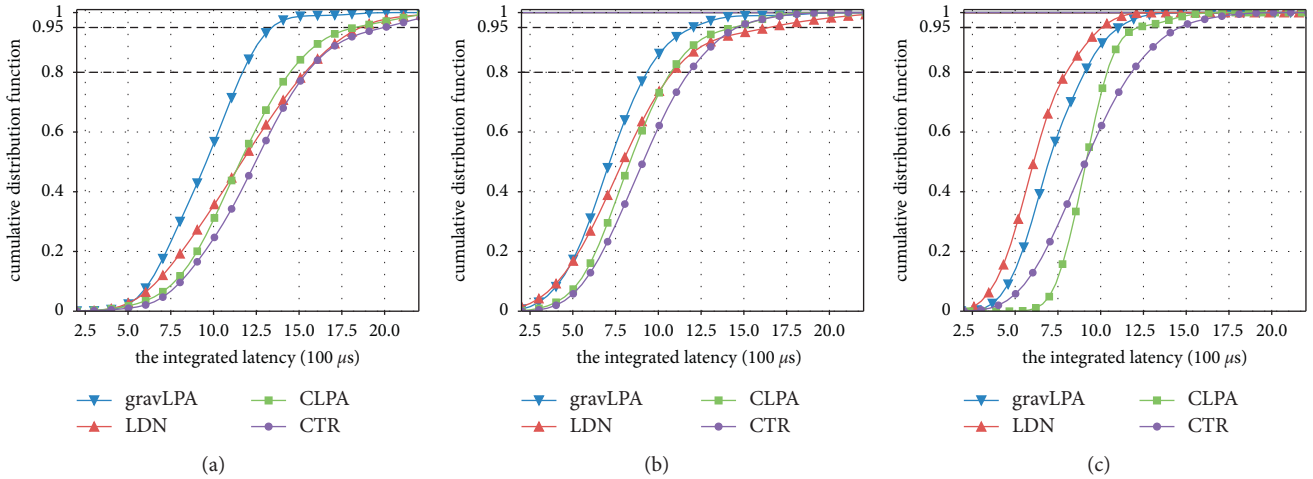 cumulative distribution function
1
0.95
0.8
0.6
0.4
0.2
0
2.5 5.0 7.5 10.0 12.5 15.0 17.5 20.0
the integrated latency (100 μs)
gravLPA CLPA
LDN CTR
(a)
cumulative distribution function
1
0.95
0.8
0.6
0.4
0.2
0
2.5 5.0 7.5 10.0 12.5 15.0 17.5 20.0
the integrated latency (100 μs)
gravLPA CLPA
LDN CTR
(b)
cumulative distribution function
1
0.95
0.8
0.6
0.4
0.2
0
2.5 5.0 7.5 10.0 12.5 15.0 17.5 20.0
the integrated latency (100 μs)
gravLPA CLPA
LDN CTR
(c)